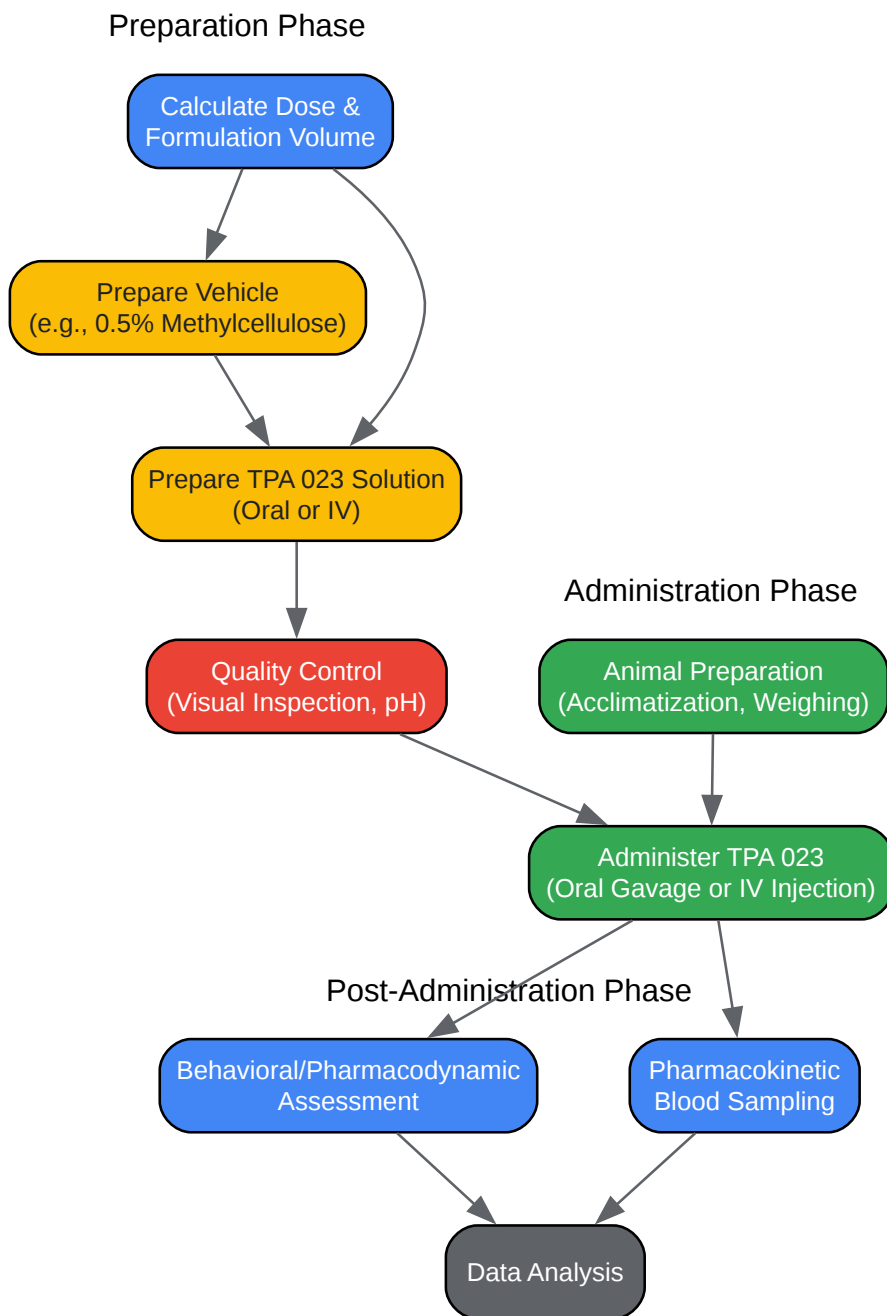 Preparation Phase
Calculate Dose &
Formulation Volume
Prepare Vehicle
(e.g., 0.5% Methylcellulose)
Prepare TPA 023 Solution
(Oral or IV)
Administration Phase
Quality Control
(Visual Inspection, pH)
Animal Preparation
(Acclimatization, Weighing)
Administer TPA 023
(Oral Gavage or IV Injection)
Post-Administration Phase
Behavioral/Pharmacodynamic
Assessment
Pharmacokinetic
Blood Sampling
Data Analysis